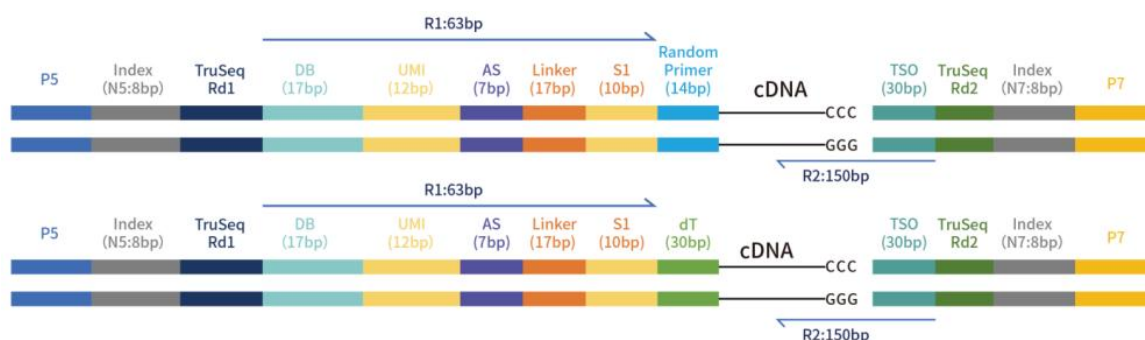 R1:63bp
P5
Index
(N5:8bp)
TruSeq
Rd1
DB
(17bp)
UMI
(12bp)
AS
(7bp)
Linker
(17bp)
S1
(10bp)
Random
Primer
(14bp)
cDNA
TSO
(30bp)
TruSeq
Rd2
Index
(N7:8bp)
P7
CCC
GGG
R2:150bp
R1:63bp
P5
Index
(N5:8bp)
TruSeq
Rd1
DB
(17bp)
UMI
(12bp)
AS
(7bp)
Linker
(17bp)
S1
(10bp)
dT
(30bp)
cDNA
TSO
(30bp)
TruSeq
Rd2
Index
(N7:8bp)
P7
CCC
GGG
R2:150bp